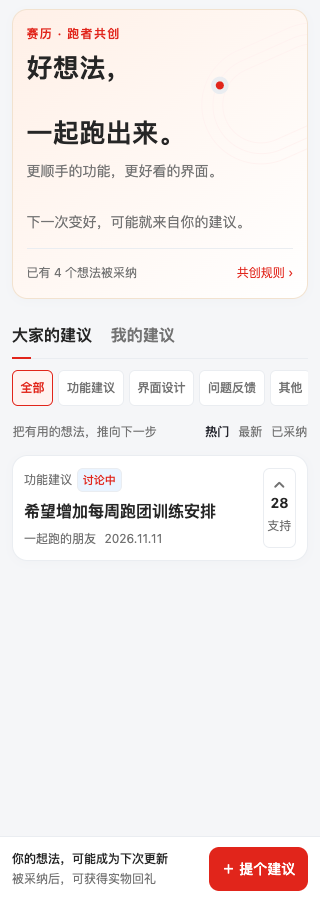 赛历 · 跑者共创
好想法，
一起跑出来。
更顺手的功能，更好看的界面。
下一次变好，可能就来自你的建议。
已有 4 个想法被采纳 共创规则 ›
大家的建议 我的建议
全部 功能建议 界面设计 问题反馈 其他
把有用的想法，推向下一步 热门 最新 已采纳
功能建议 讨论中
希望增加每周跑团训练安排
一起跑的朋友 2026.11.11
28
支持
你的想法，可能成为下次更新
被采纳后，可获得实物回礼
+ 提个建议